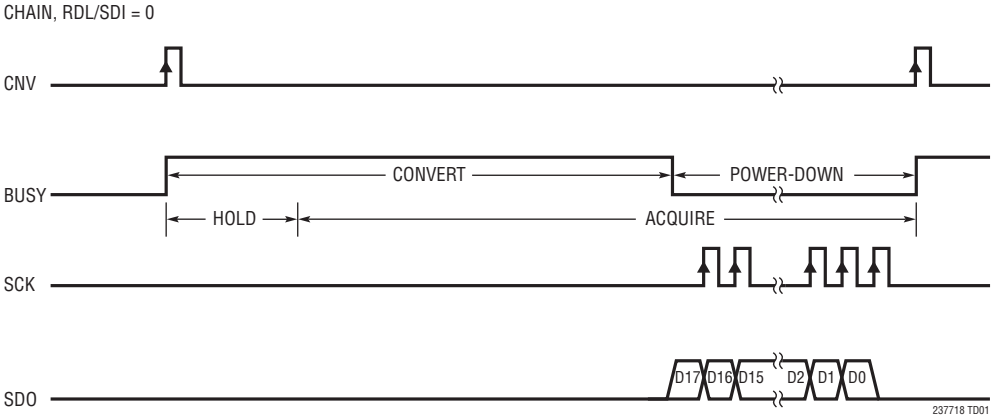 CHAIN, RDL/SDI = 0
CNV
BUSY
CONVERT
POWER-DOWN
HOLD
ACQUIRE
SCK
SDO
D17 D16 D15 D2 D1 D0
237718 TD01